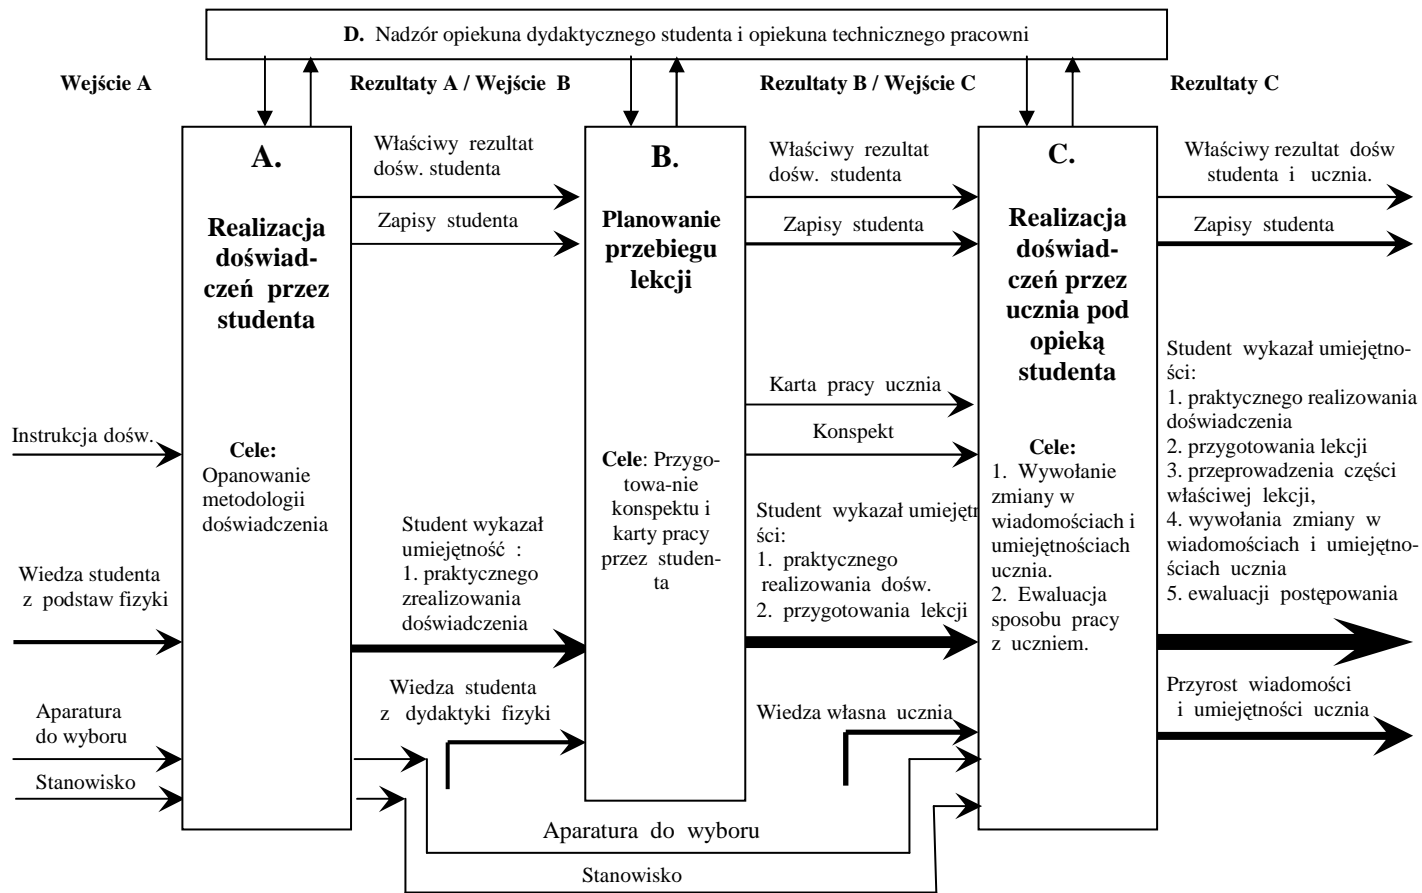 D. Nadzór opiekuna dydaktycznego studenta i opiekuna technicznego pracowni
Wejście A
Rezultaty A / Wejście B
Rezultaty B / Wejście C
Rezultaty C
A.
Realizacja
doświad-
czeń przez
studenta
Cele:
Opanowanie
metodologii
doświadczenia
Instrukcja dośw.
Wiedza studenta
z podstaw fizyki
Aparatura
do wyboru
Stanowisko
Właściwy rezultat
dośw. studenta
Zapisy studenta
Student wykazał
umiejętność :
1. praktycznego
zrealizowania
doświadczenia
Wiedza studenta
z dydaktyki fizyki
B.
Planowanie
przebiegu
lekcji
Cele: Przygo-
towa-nie
konspektu i
karty pracy
przez studen-
ta
Właściwy rezultat
dośw. studenta
Zapisy studenta
Karta pracy ucznia
Konspekt
Student wykazał umiejętn
ści:
1. praktycznego
realizowania dośw.
2. przygotowania lekcji
Wiedza własna ucznia
Aparatura do wyboru
Stanowisko
C.
Realizacja
doświad-
czeń przez
ucznia pod
opieką
studenta
Cele:
1. Wywołanie
zmiany w
wiadomościach i
umiejętnościach
ucznia.
2. Ewaluacja
sposobu pracy
z uczniem.
Właściwy rezultat dośw
studenta i ucznia.
Zapisy studenta
Student wykazał umiejętno-
ści:
1. praktycznego realizowania
doświadczenia
2. przygotowania lekcji
3. przeprowadzenia części
właściwej lekcji,
4. wywołania zmiany w
wiadomościach i umiejętno-
ściach ucznia
5. ewaluacji postępowania
Przyrost wiadomości
i umiejętności ucznia